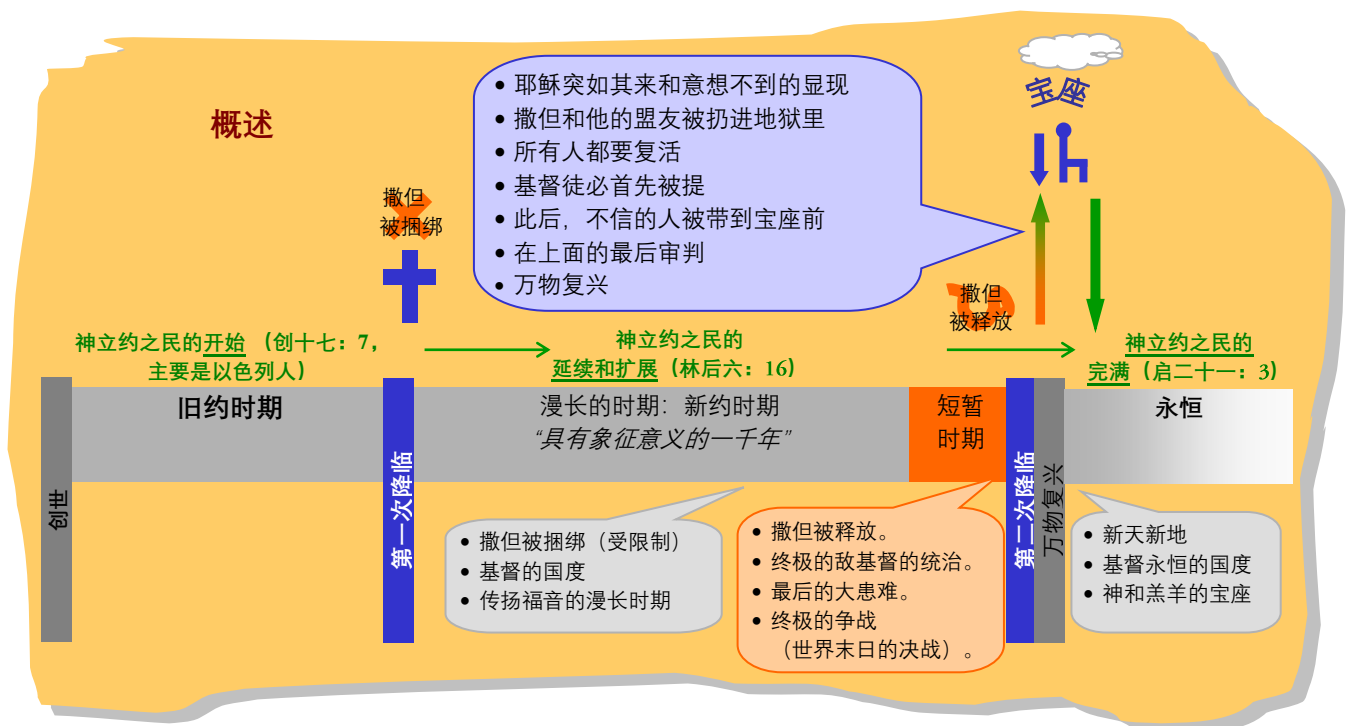 概述
宝座
• 耶稣突如其来和意想不到的显现
• 撒但和他的盟友被扔进地狱里
• 所有人都要复活
• 基督徒必首先被提
• 此后，不信的人被带到宝座前
• 在上面的最后审判
• 万物复兴
撒但
被捆绑
撒但
被释放
神立约之民的开始（创十七：7，
主要是以色列人）
神立约之民的
延续和扩展（林后六：16）
神立约之民的
完满（启二十一：3）
创世
旧约时期
第一次降临
漫长的时期：新约时期
“具有象征意义的一千年”
短暂
时期
第二次降临
万物复兴
永恒
• 撒但被捆绑（受限制）
• 基督的国度
• 传扬福音的漫长时期
• 撒但被释放。
• 终极的敌基督的统治。
• 最后的大患难。
• 终极的争战
（世界末日的决战）。
• 新天新地
• 基督永恒的国度
• 神和羔羊的宝座